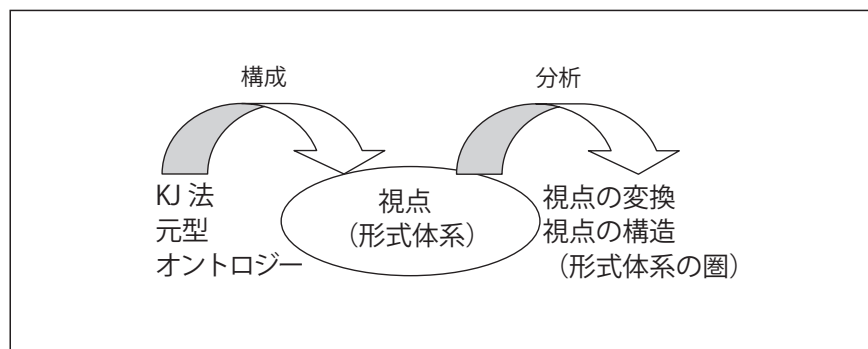 構成
分析
KJ 法
元型
オントロジー
視点
（形式体系）
視点の変換
視点の構造
（形式体系の圏）